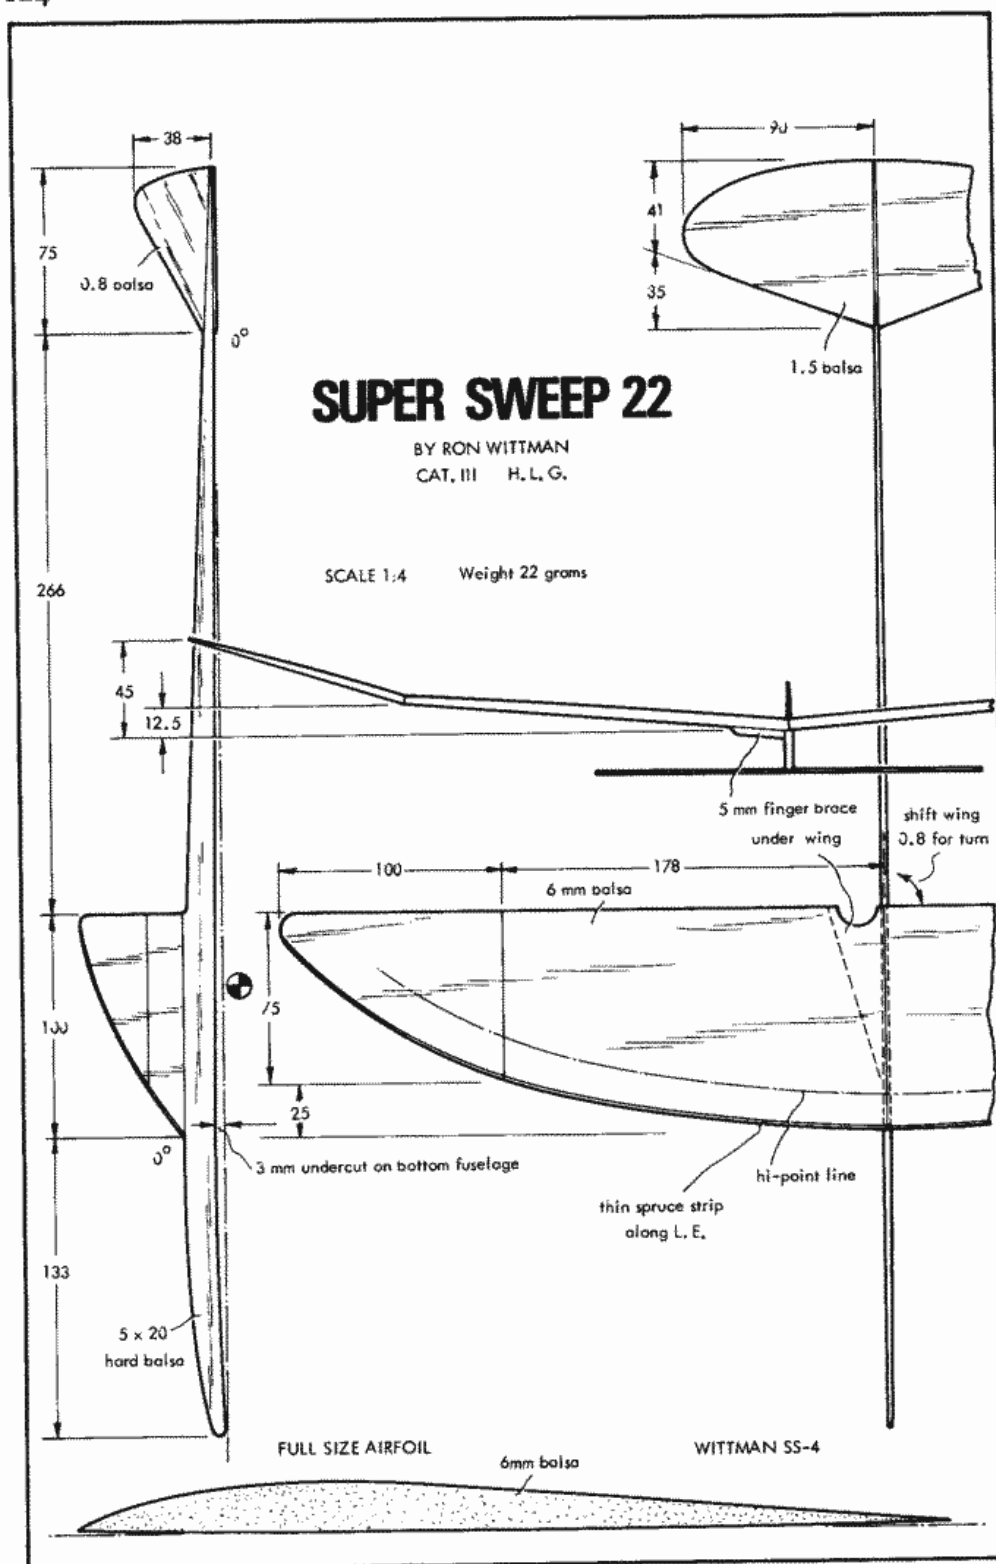 38
90
75
41
0.8 balsa
35
0°
1.5 balsa
SUPER SWEEP 22
BY RON WITTMAN
CAT. III H.L.G.
SCALE 1:4 Weight 22 grams
266
45
12.5
5 mm finger brace
under wing
shift wing
0.8 for turn
100
178
6 mm balsa
75
100
25
0°
3 mm undercut on bottom fuselage
hi-point line
thin spruce strip
along L.E.
133
5 x 20
hard balsa
FULL SIZE AIRFOIL
WITTMAN SS-4
6mm balsa